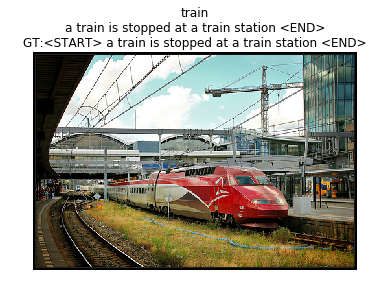 train
a train is stopped at a train station <END>
GT:<START> a train is stopped at a train station <END>